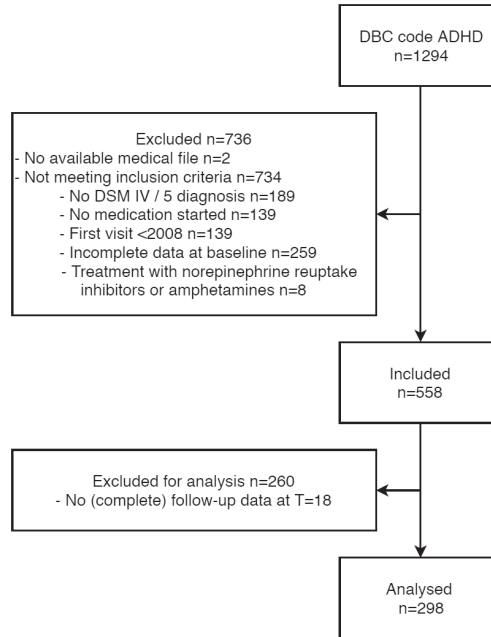 DBC code ADHD
n=1294
Excluded n=736
- No available medical file n=2
- Not meeting inclusion criteria n=734
- No DSM IV / 5 diagnosis n=189
- No medication started n=139
- First visit <2008 n=139
- Incomplete data at baseline n=259
- Treatment with norepinephrine reuptake
inhibitors or amphetamines n=8
Included
n=558
Excluded for analysis n=260
- No (complete) follow-up data at T=18
Analysed
n=298